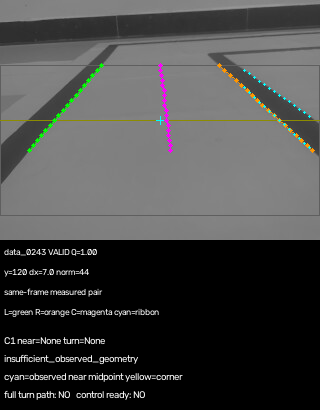 data_0243 VALID Q=1.00
y=120 dx=7.0 norm=44
same-frame measured pair
L=green R=orange C=magenta cyan=ribbon
C1 near=None turn=None
insufficient_observed_geometry
cyan=observed near midpoint yellow=corner
full turn path: NO control ready: NO